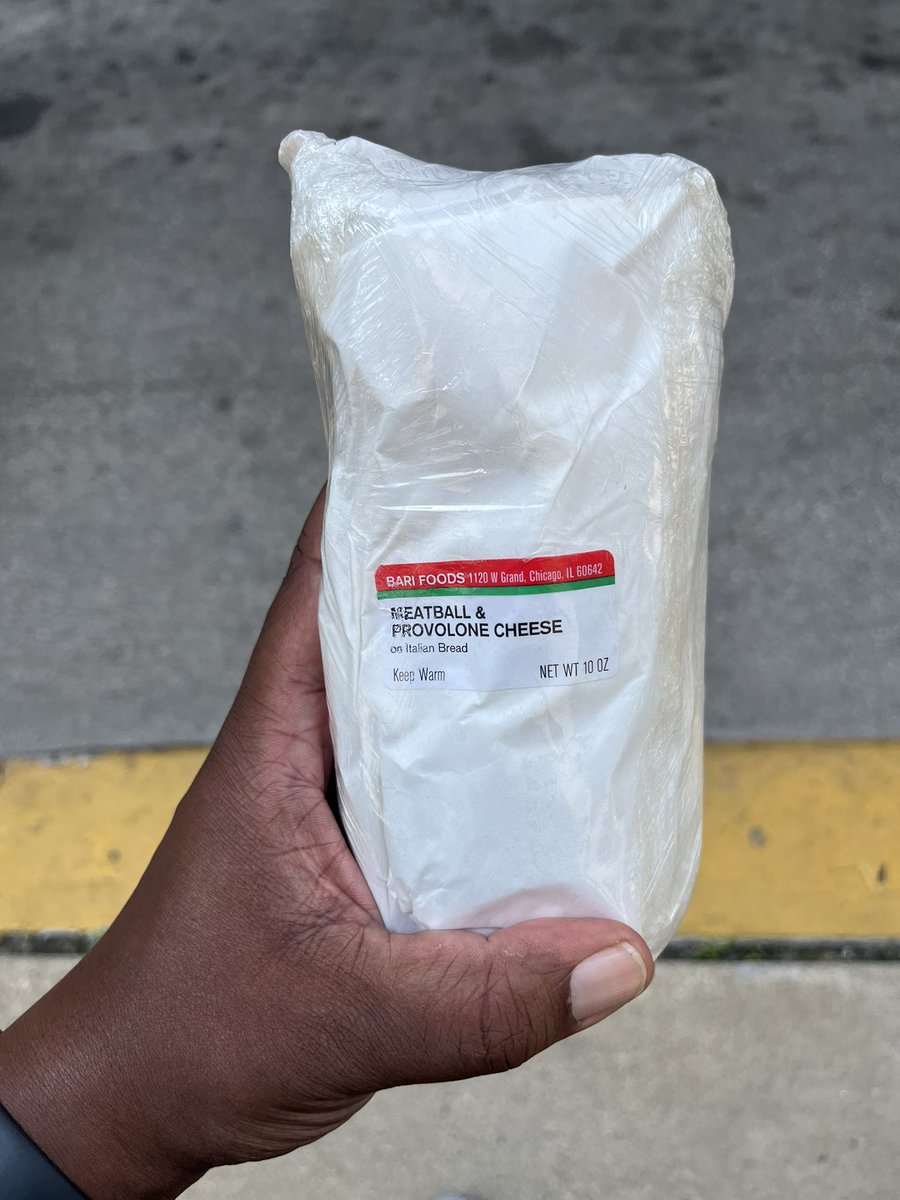 BARI FOODS 1120 W Grand, Chicago, IL 60642
MEATBALL &
PROVOLONE CHEESE
on Italian Bread
Keep Warm NET WT 10 OZ